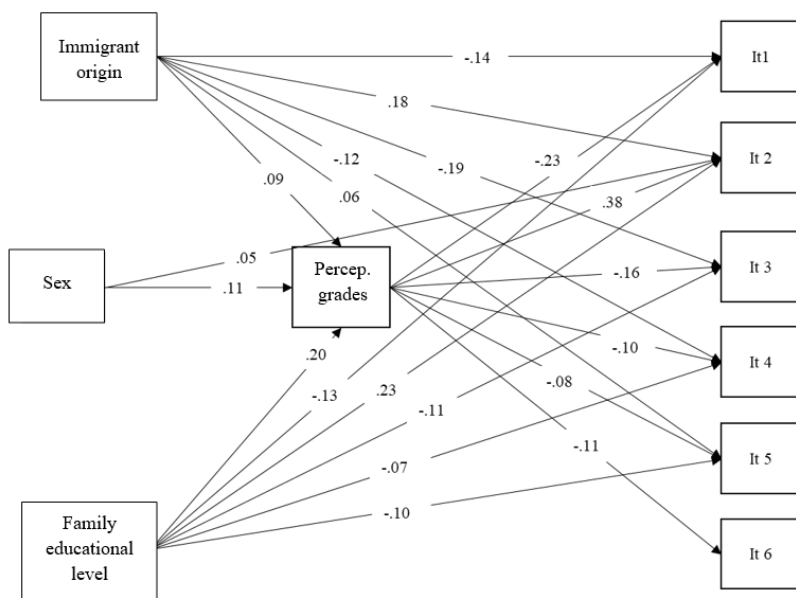 Immigrant
origin
-.14
It1
.18
It 2
-.12
-.23
-.19
.09
.06
.38
.05
Sex
.11
Percep.
grades
-.16
It 3
.20
-.10
It 4
-.13
.23
-.08
-.11
-.11
-.07
It 5
-.10
Family
educational
level
It 6